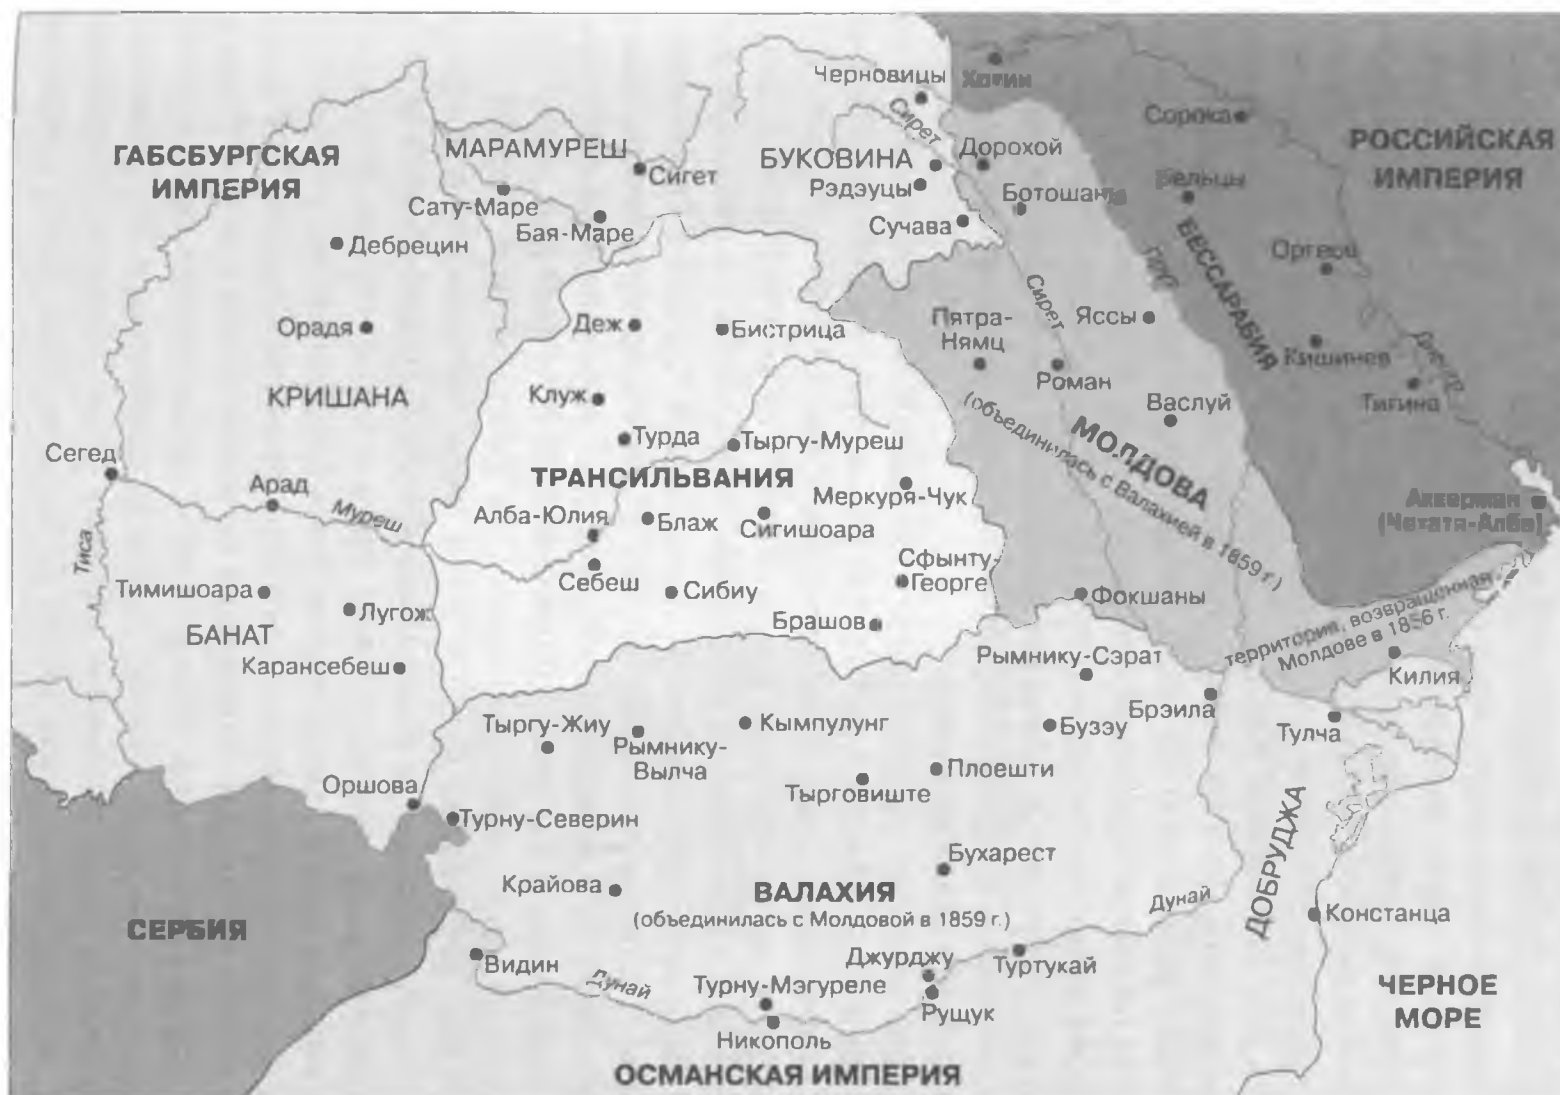 ГАБСБУРГСКАЯ
ИМПЕРИЯ
МАРАМУРЕШ
Сигет
Сату-Маре
Бая-Маре
Дебрецин
Орадя
КРИШАНА
Сегед
Арад
Муреш
Тиса
Тимишоара
Лугож
БАНАТ
Карансебеш
Оршова
СЕРБИЯ
Черновицы
Сирет
БУКОВИНА
Рэдэуцы
Сучава
Хотин
Дорохой
Ботошань
Сорока
РОССИЙСКАЯ
ИМПЕРИЯ
Бельцы
Оргеев
БЕССАРАБИЯ
Кишинев
Тигина
Днестр
Прут
Аккерман
(Четатя-Албэ)
Деж
Бистрица
Клуж
Турда
Тыргу-Муреш
ТРАНСИЛЬВАНИЯ
Меркуря-Чук
Алба-Юлия
Блаж
Сигишоара
Себеш
Сибиу
Сфынту-
Георге
Брашов
Пятра-
Нямц
Сирет
Роман
Яссы
Васлуй
МОЛДОВА
(объединилась с Валахией в 1859 г.)
Фокшаны
территория, возвращенная
Молдове в 1856 г.
Килия
Рымнику-Сэрат
Брэила
Бузэу
Тулча
Тыргу-Жиу
Рымнику-
Вылча
Кымпулунг
Плоешти
Тырговиште
Турну-Северин
Бухарест
Крайова
ВАЛАХИЯ
(объединилась с Молдовой в 1859 г.)
Дунай
ДОБРУДЖА
Констанца
Видин
Дунай
Джурджу
Туртукай
Турну-Мэгуреле
Рущук
Никополь
ОСМАНСКАЯ ИМПЕРИЯ
ЧЕРНОЕ
МОРЕ